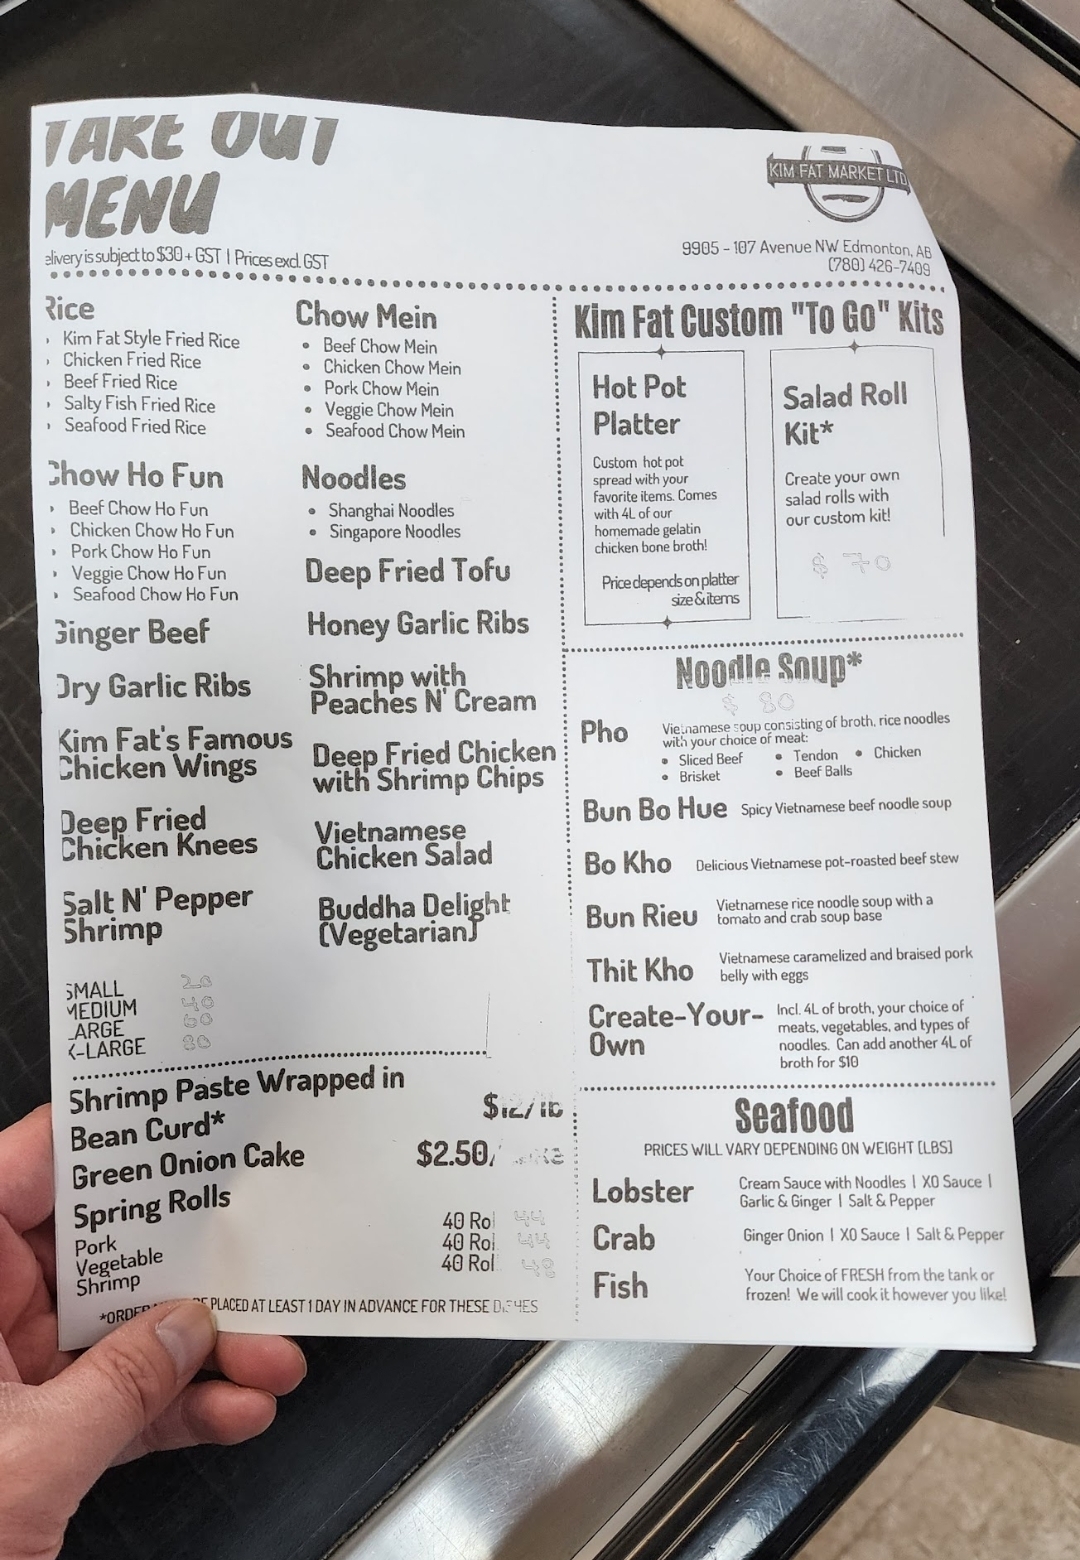 TAKE OUT
MENU
elivery is subject to $30 + GST | Prices excl. GST
KIM FAT MARKET LTD
9905 - 107 Avenue NW Edmonton, AB
(780) 426-7409
Rice
Kim Fat Style Fried Rice
Chicken Fried Rice
Beef Fried Rice
Salty Fish Fried Rice
Seafood Fried Rice
Chow Ho Fun
Beef Chow Ho Fun
Chicken Chow Ho Fun
Pork Chow Ho Fun
Veggie Chow Ho Fun
Seafood Chow Ho Fun
Ginger Beef
Dry Garlic Ribs
Kim Fat's Famous
Chicken Wings
Deep Fried
Chicken Knees
Salt N' Pepper
Shrimp
Chow Mein
• Beef Chow Mein
• Chicken Chow Mein
• Pork Chow Mein
• Veggie Chow Mein
• Seafood Chow Mein
Noodles
• Shanghai Noodles
• Singapore Noodles
Deep Fried Tofu
Honey Garlic Ribs
Shrimp with
Peaches N' Cream
Deep Fried Chicken
with Shrimp Chips
Vietnamese
Chicken Salad
Buddha Delight
(Vegetarian)
SMALL 20
MEDIUM 40
LARGE 60
X-LARGE 80
Shrimp Paste Wrapped in
Bean Curd* $12/lb
Green Onion Cake $2.50/
Spring Rolls
Pork 40 Rol 44
Vegetable 40 Rol 44
Shrimp 40 Rol 48
*ORDER BE PLACED AT LEAST 1 DAY IN ADVANCE FOR THESE DISHES
Kim Fat Custom "To Go" Kits
Hot Pot
Platter
Custom hot pot
spread with your
favorite items. Comes
with 4L of our
homemade gelatin
chicken bone broth!
Price depends on platter
size & items
Salad Roll
Kit*
Create your own
salad rolls with
our custom kit!
$ 70
Noodle Soup*
$ 80
Pho Vietnamese soup consisting of broth, rice noodles
with your choice of meat:
• Sliced Beef • Tendon • Chicken
• Brisket • Beef Balls
Bun Bo Hue Spicy Vietnamese beef noodle soup
Bo Kho Delicious Vietnamese pot-roasted beef stew
Bun Rieu Vietnamese rice noodle soup with a
tomato and crab soup base
Thit Kho Vietnamese caramelized and braised pork
belly with eggs
Create-Your-
Own
Incl. 4L of broth, your choice of
meats, vegetables, and types of
noodles. Can add another 4L of
broth for $10
Seafood
PRICES WILL VARY DEPENDING ON WEIGHT (LBS)
Lobster Cream Sauce with Noodles | XO Sauce |
Garlic & Ginger | Salt & Pepper
Crab Ginger Onion | XO Sauce | Salt & Pepper
Fish Your Choice of FRESH from the tank or
frozen! We will cook it however you like!